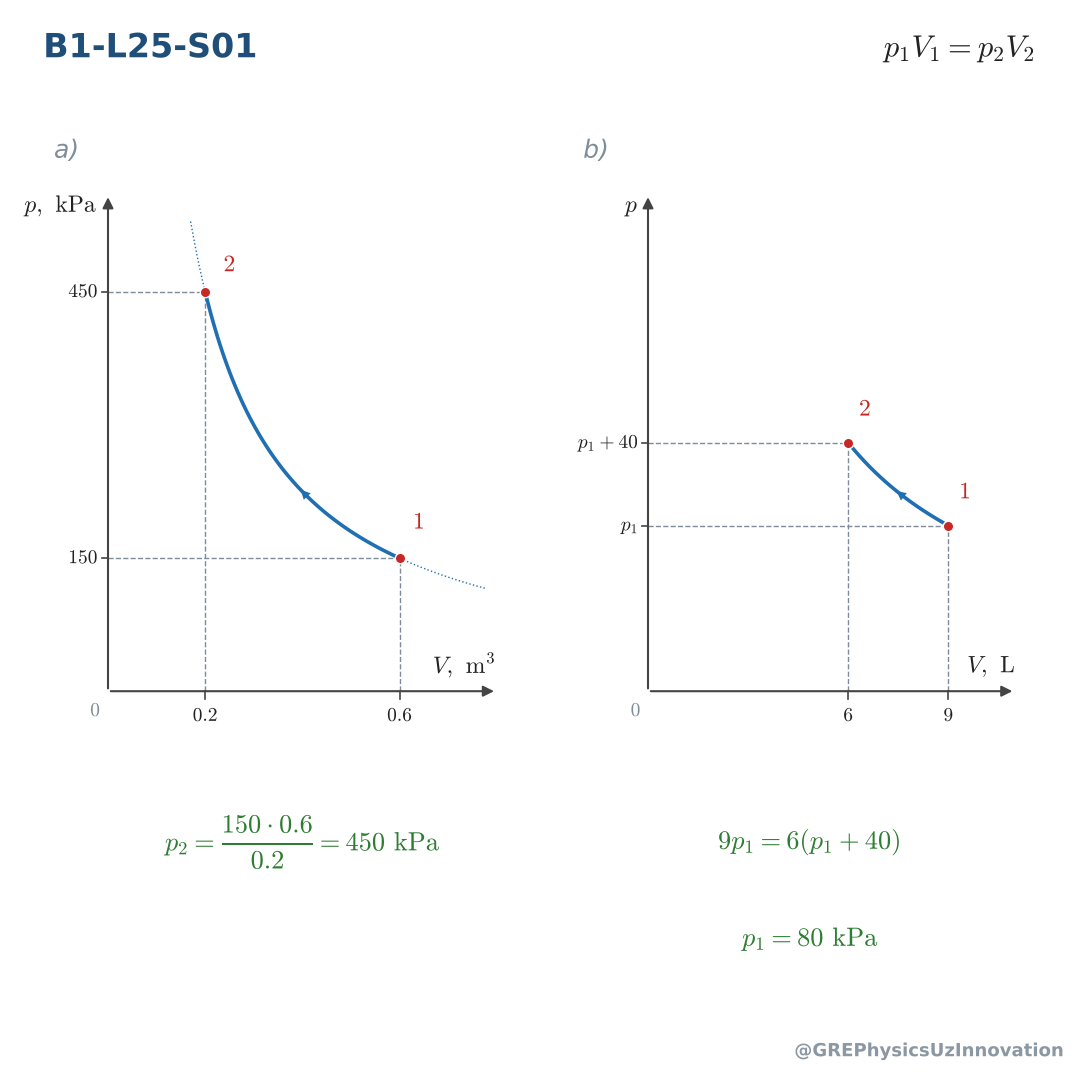 B1-L25-S01
p₁V₁ = p₂V₂
a)
p, kPa
2
450
1
150
V, m³
0
0.2
0.6
p₂ = (150 · 0.6)/0.2 = 450 kPa
b)
p
2
p₁ + 40
1
p₁
V, L
0
6
9
9p₁ = 6(p₁ + 40)
p₁ = 80 kPa
@GREPhysicsUzInnovation